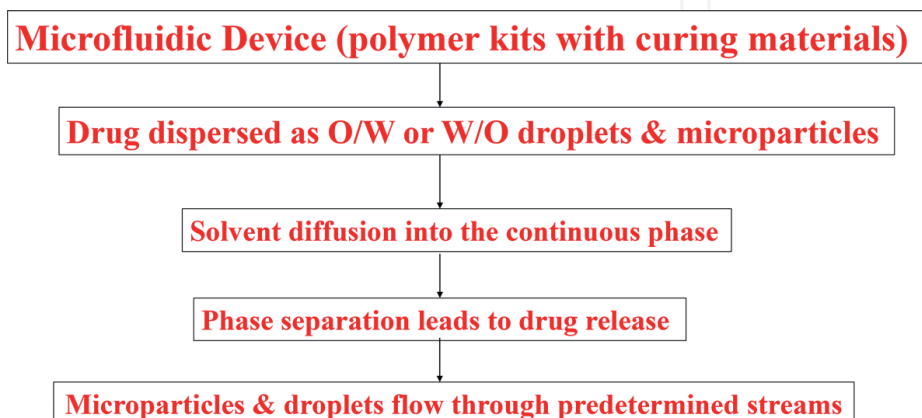 Microfluidic Device (polymer kits with curing materials)
Drug dispersed as O/W or W/O droplets & microparticles
Solvent diffusion into the continuous phase
Phase separation leads to drug release
Microparticles & droplets flow through predetermined streams